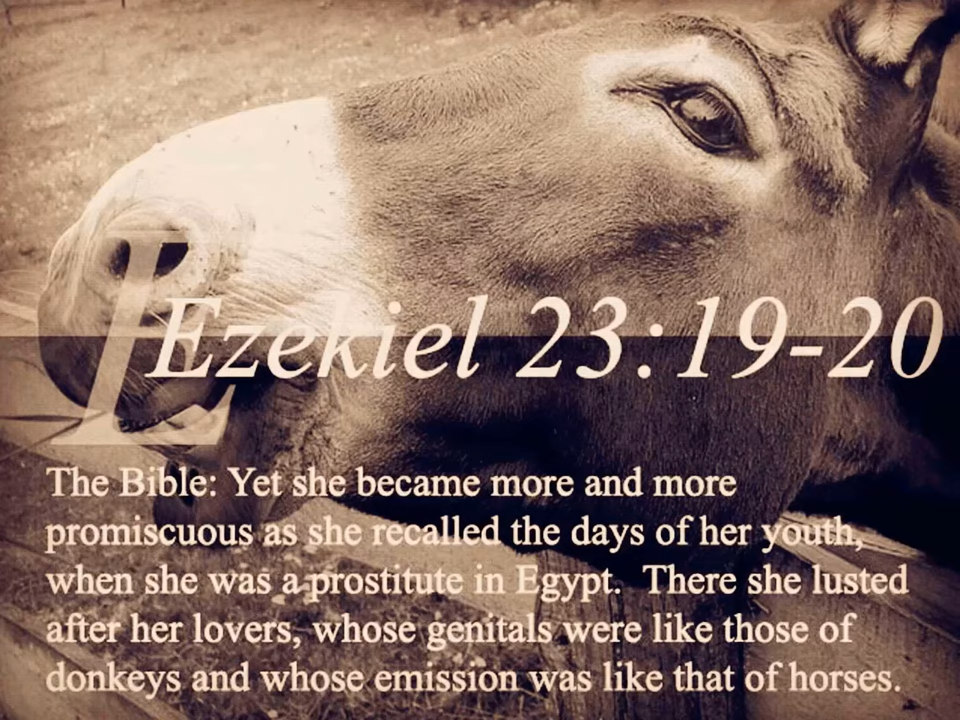 L
Ezekiel 23:19-20
The Bible: Yet she became more and more
promiscuous as she recalled the days of her youth,
when she was a prostitute in Egypt. There she lusted
after her lovers, whose genitals were like those of
donkeys and whose emission was like that of horses.